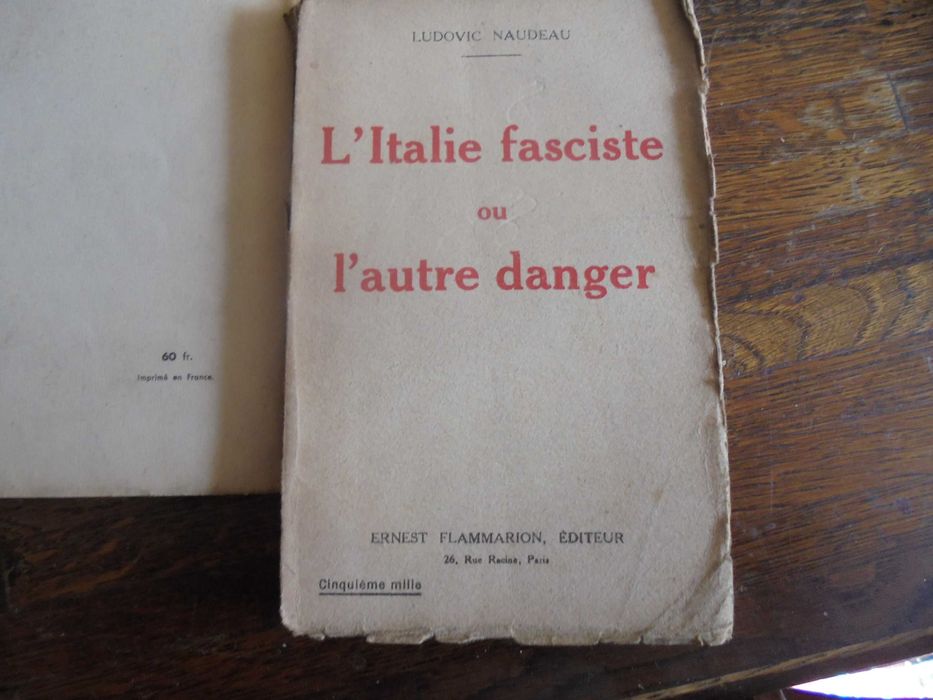 60 fr.
Imprimé en France.
LUDOVIC NAUDEAU
L'Italie fasciste
ou
l'autre danger
ERNEST FLAMMARION, ÉDITEUR
26, Rue Racine, Paris
Cinquième mille